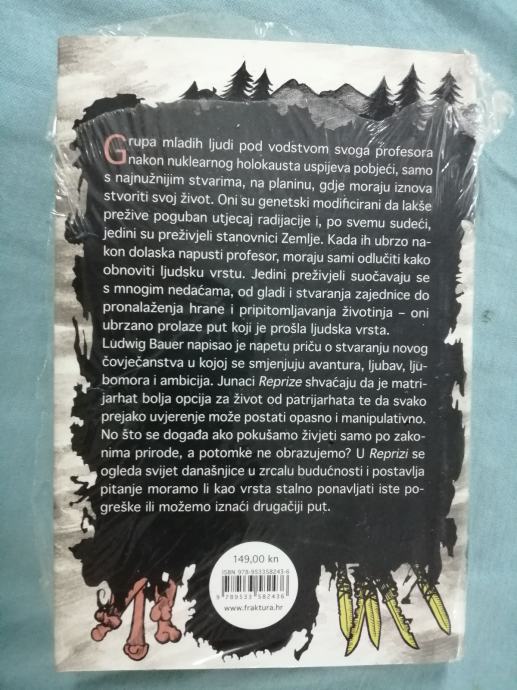 Grupa mladih ljudi pod vodstvom svoga profesora
nakon nuklearnog holokausta uspijeva pobjeći, samo
s najnužnijim stvarima, na planinu, gdje moraju iznova
stvoriti svoj život. Oni su genetski modificirani da lakše
prežive poguban utjecaj radijacije i, po svemu sudeći,
jedini su preživjeli stanovnici Zemlje. Kada ih ubrzo na-
kon dolaska napusti profesor, moraju sami odlučiti kako
obnoviti ljudsku vrstu. Jedini preživjeli suočavaju se
s mnogim nedaćama, od gladi i stvaranja zajednice do
pronalaženja hrane i pripitomljavanja životinja – oni
ubrzano prolaze put koji je prošla ljudska vrsta.
Ludwig Bauer napisao je napetu priču o stvaranju novog
čovječanstva u kojoj se smjenjuju avantura, ljubav, lju-
bomora i ambicija. Junaci Reprize shvaćaju da je matri-
jarhat bolja opcija za život od patrijarhata te da svako
prejako uvjerenje može postati opasno i manipulativno.
No što se događa ako pokušamo živjeti samo po zako-
nima prirode, a potomke ne obrazujemo? U Reprizi se
ogleda svijet današnjice u zrcalu budućnosti i postavlja
pitanje moramo li kao vrsta stalno ponavljati iste po-
greške ili možemo iznaći drugačiji put.
149,00 kn
ISBN 978-953358243-6
9 789533 582436
www.fraktura.hr